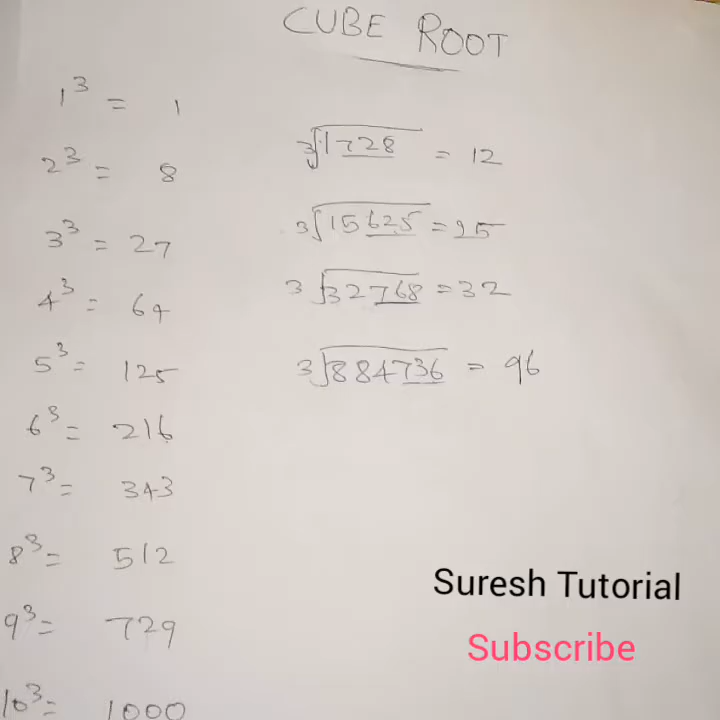 CUBE ROOT
1³ = 1
2³ = 8
3³ = 27
4³ = 64
5³ = 125
6³ = 216
7³ = 343
8³ = 512
9³ = 729
10³ = 1000
³√1728 = 12
³√15625 = 25
³√32768 = 32
³√884736 = 96
Suresh Tutorial
Subscribe